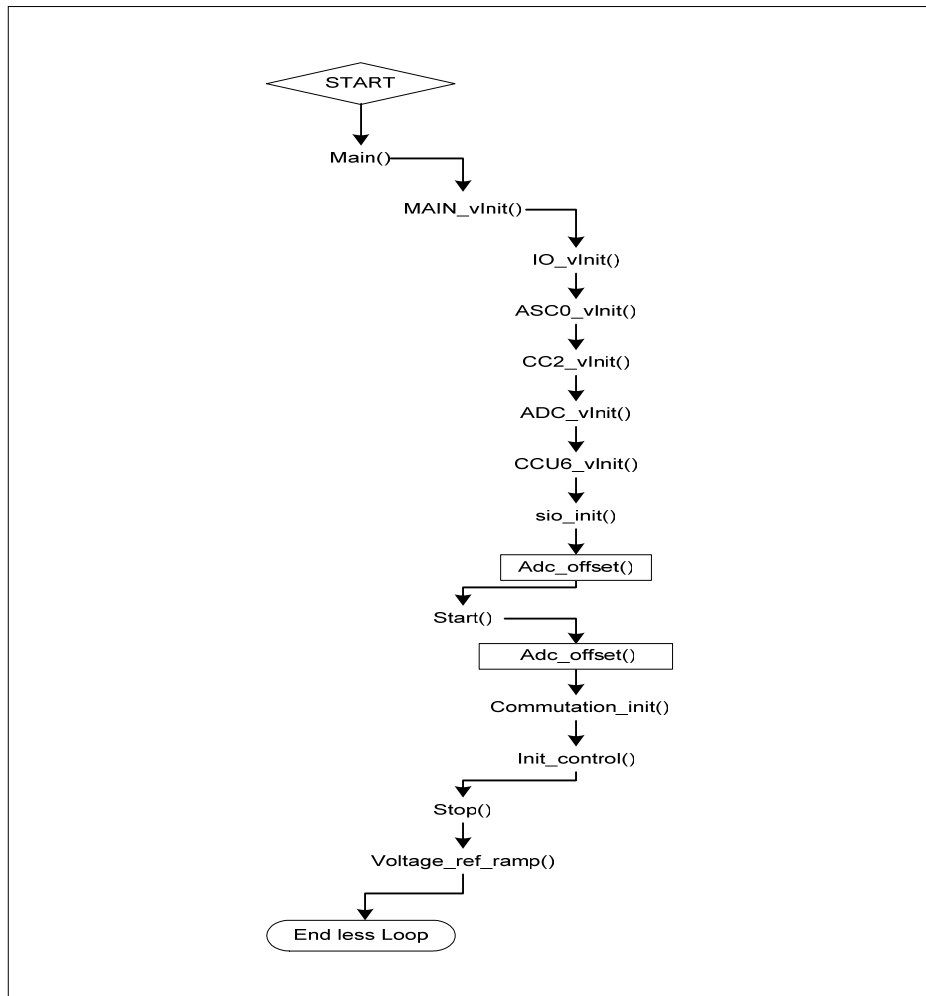 START
Main()
MAIN_vInit()
IO_vInit()
ASC0_vInit()
CC2_vInit()
ADC_vInit()
CCU6_vInit()
sio_init()
Adc_offset()
Start()
Adc_offset()
Commutation_init()
Init_control()
Stop()
Voltage_ref_ramp()
End less Loop